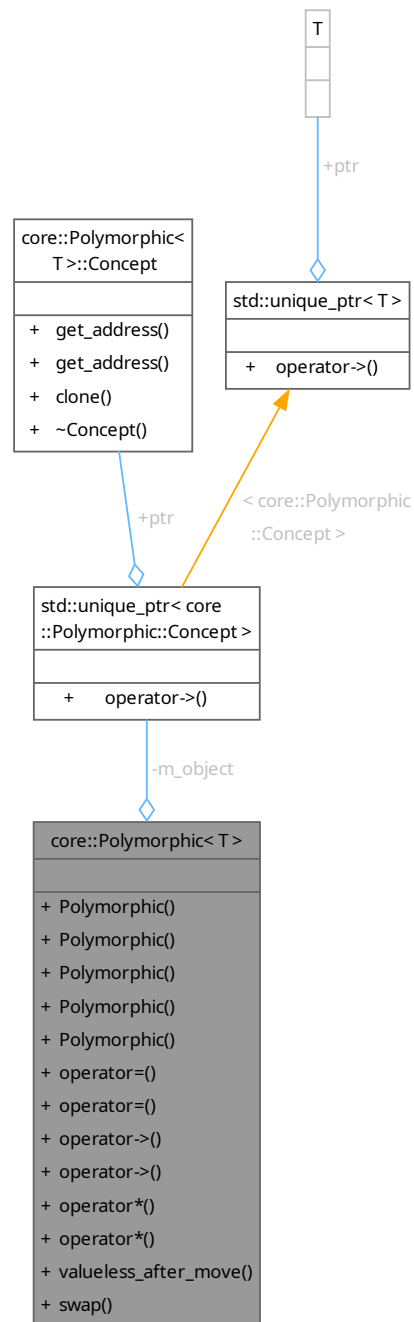 T
+ptr
core::Polymorphic<
T >::Concept
+ get_address()
+ get_address()
+ clone()
+ ~Concept()
std::unique_ptr< T >
+ operator->()
+ptr
< core::Polymorphic
::Concept >
std::unique_ptr< core
::Polymorphic::Concept >
+ operator->()
-m_object
core::Polymorphic< T >
+ Polymorphic()
+ Polymorphic()
+ Polymorphic()
+ Polymorphic()
+ Polymorphic()
+ operator=()
+ operator=()
+ operator->()
+ operator->()
+ operator*()
+ operator*()
+ valueless_after_move()
+ swap()